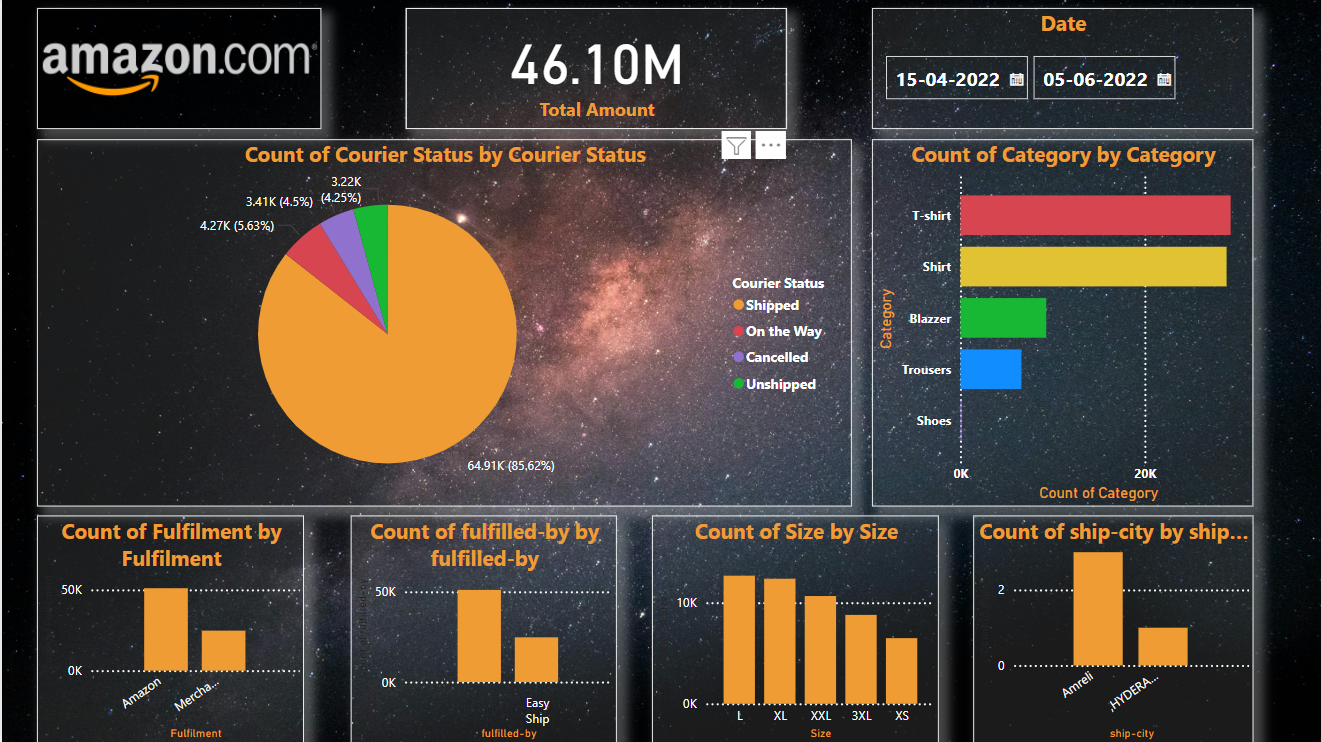 amazon.com
46.10M
Total Amount
Date
15-04-2022
05-06-2022
Count of Courier Status by Courier Status
3.22K
(4.25%)
3.41K (4.5%)
4.27K (5.63%)
64.91K (85.62%)
Courier Status
Shipped
On the Way
Cancelled
Unshipped
Count of Category by Category
Category
T-shirt
Shirt
Blazzer
Trousers
Shoes
0K
20K
Count of Category
Count of Fulfilment by
Fulfilment
50K
0K
Amazon
Mercha...
Fulfilment
Count of fulfilled-by by
fulfilled-by
50K
0K
Easy
Ship
fulfilled-by
Count of Size by Size
10K
0K
L
XL
XXL
3XL
XS
Size
Count of ship-city by ship...
2
0
Amreli
,HYDERA...
ship-city